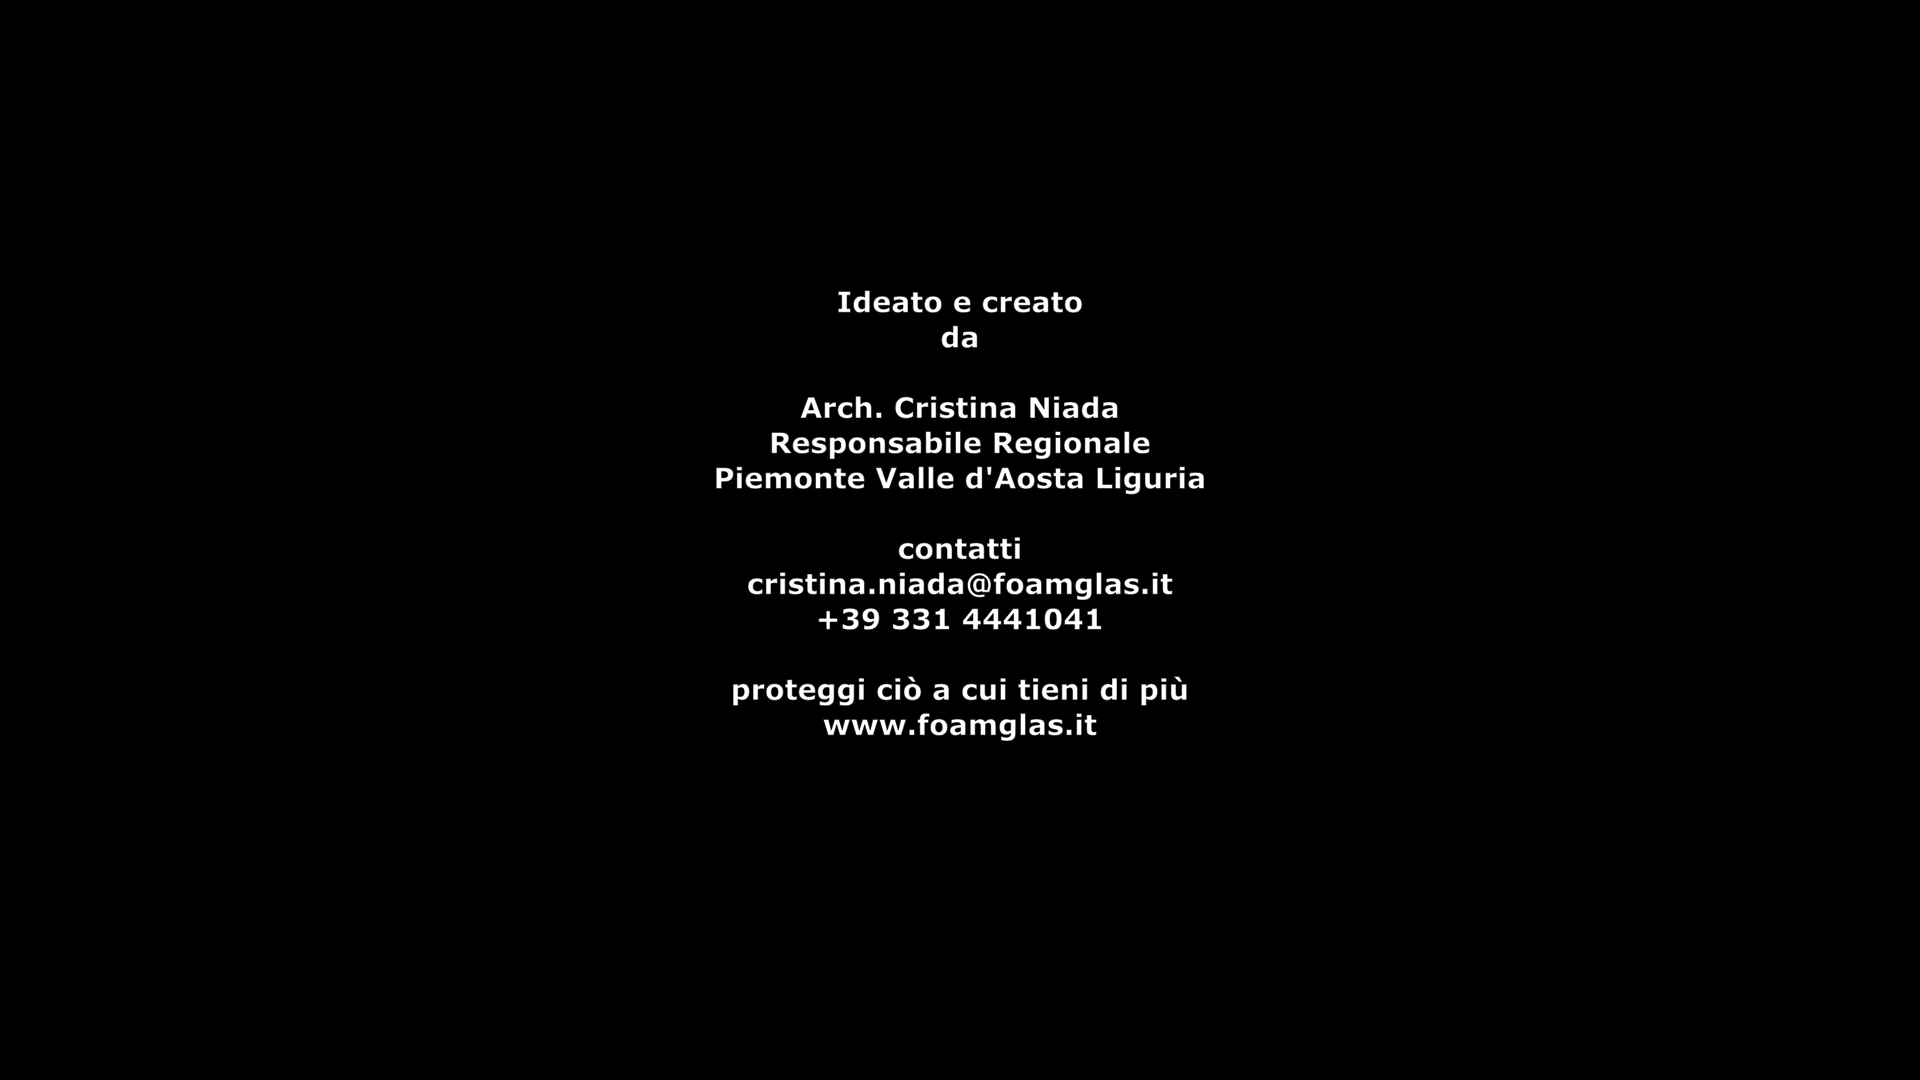 Ideato e creato
da
Arch. Cristina Niada
Responsabile Regionale
Piemonte Valle d'Aosta Liguria
contatti
cristina.niada@foamglas.it
+39 331 4441041
proteggi ciò a cui tieni di più
www.foamglas.it